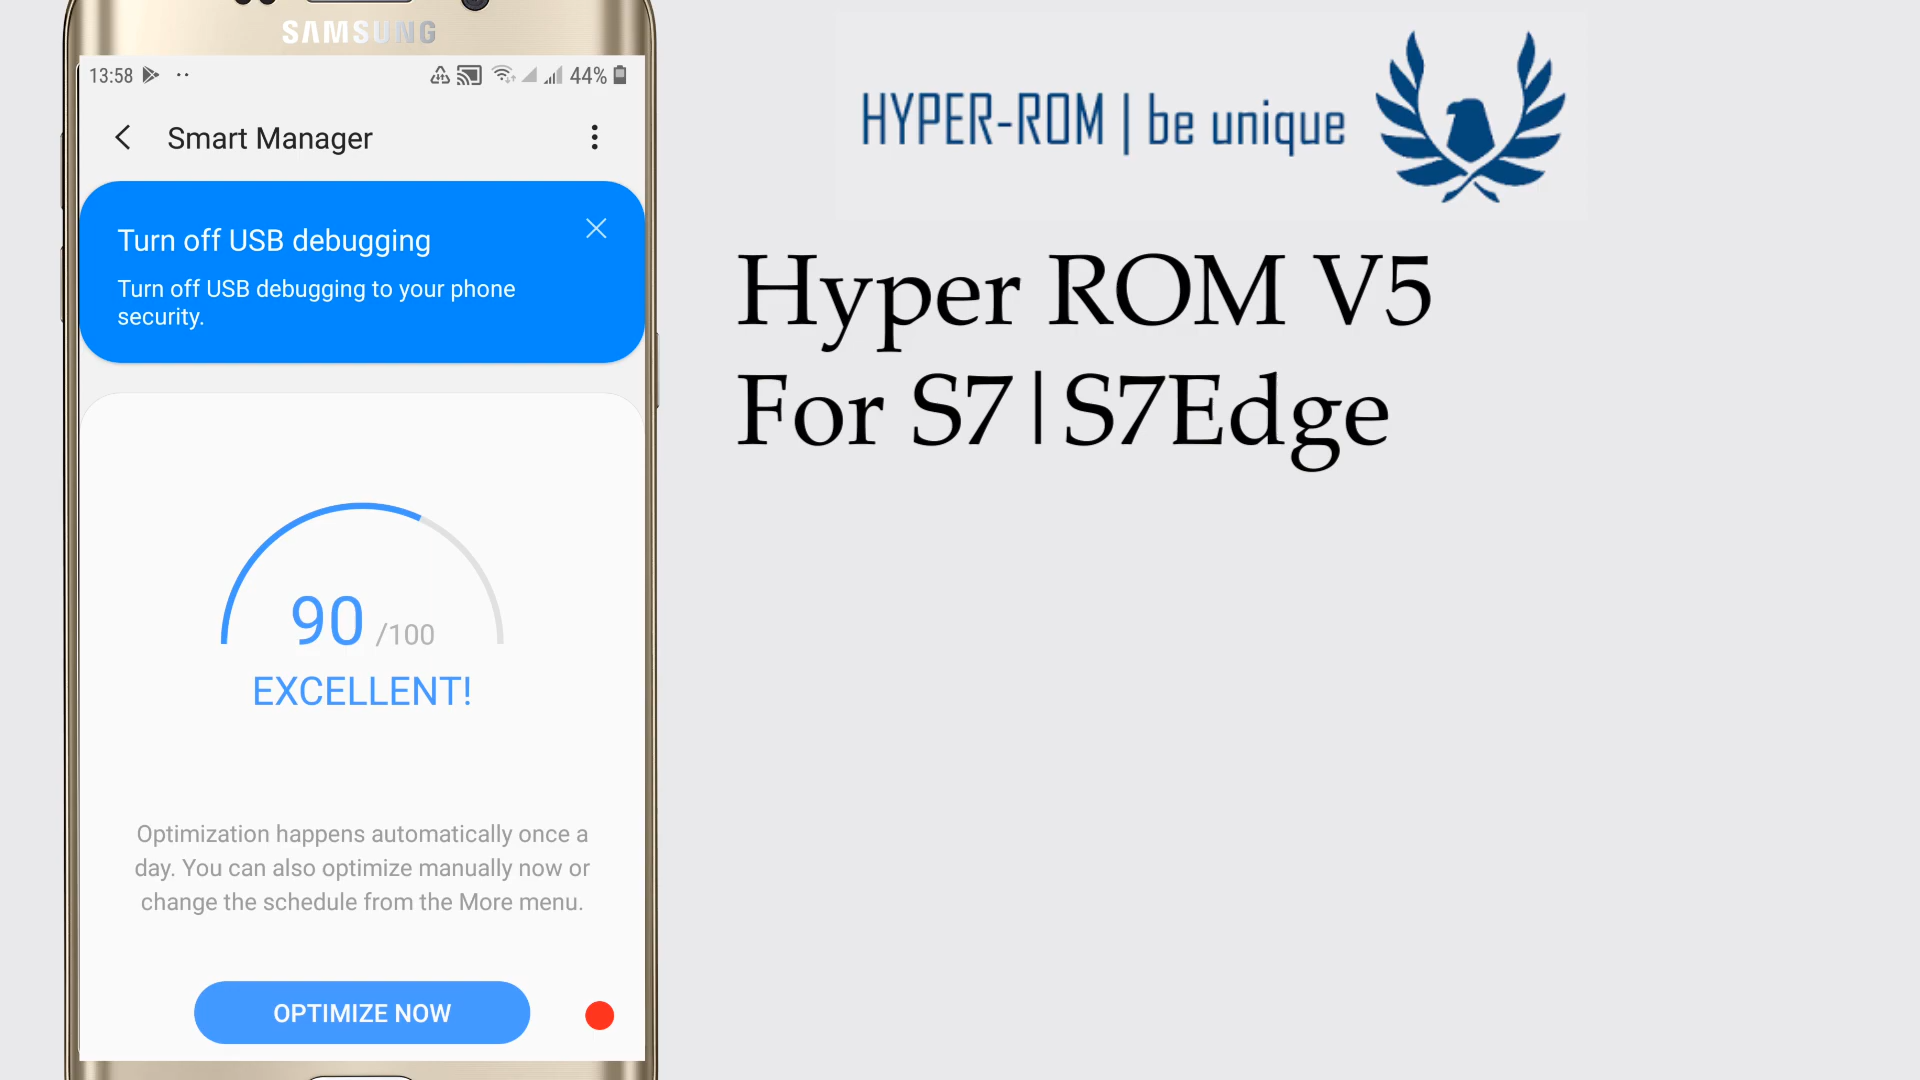 SAMSUNG
13:58
44%
Smart Manager
Turn off USB debugging
Turn off USB debugging to your phone
security.
90 /100
EXCELLENT!
Optimization happens automatically once a
day. You can also optimize manually now or
change the schedule from the More menu.
OPTIMIZE NOW
HYPER-ROM | be unique
Hyper ROM V5
For S7|S7Edge